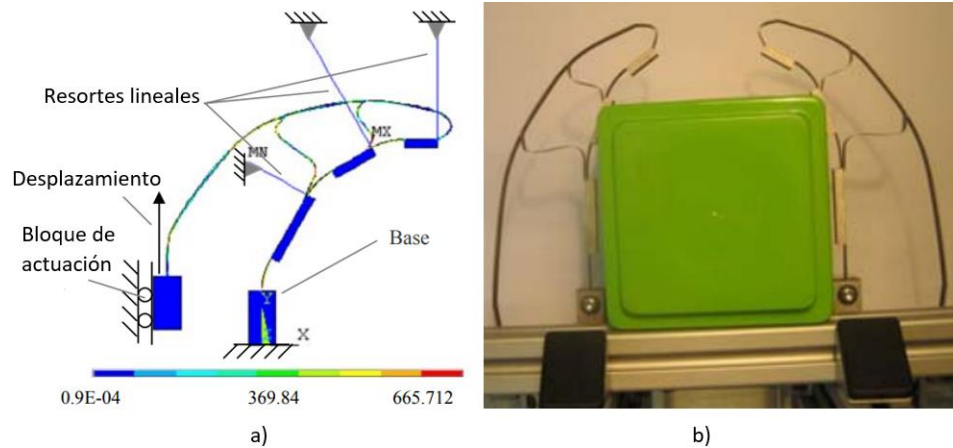 Resortes lineales
MX
MN
Desplazamiento
Bloque de
actuación
Base
Y
X
0.9E-04
369.84
665.712
a)
b)